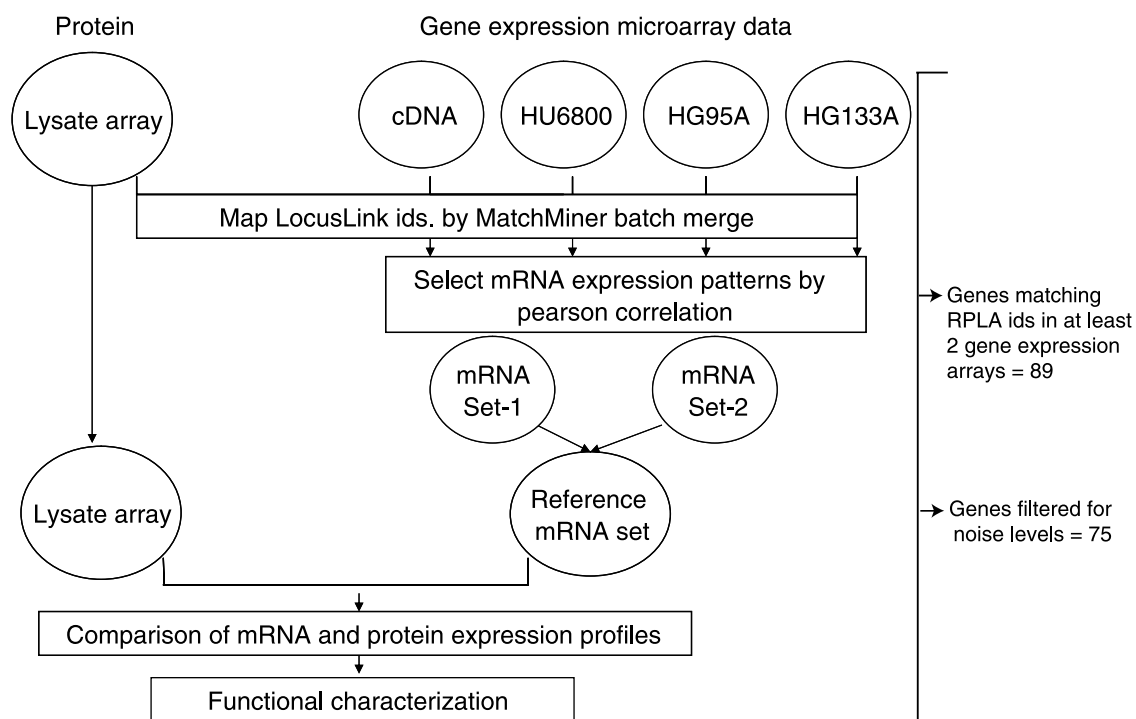 Protein
Gene expression microarray data
Lysate array
cDNA
HU6800
HG95A
HG133A
Map LocusLink ids. by MatchMiner batch merge
Select mRNA expression patterns by
pearson correlation
Genes matching
RPLA ids in at least
2 gene expression
arrays = 89
mRNA
Set-1
mRNA
Set-2
Lysate array
Reference
mRNA set
Genes filtered for
noise levels = 75
Comparison of mRNA and protein expression profiles
Functional characterization